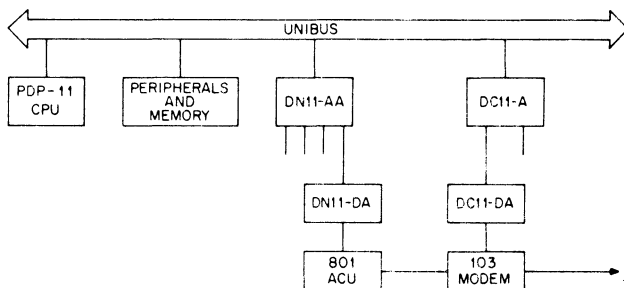 UNIBUS
PDP-11
CPU
PERIPHERALS
AND
MEMORY
DN11-AA
DC11-A
DN11-DA
DC11-DA
801
ACU
103
MODEM